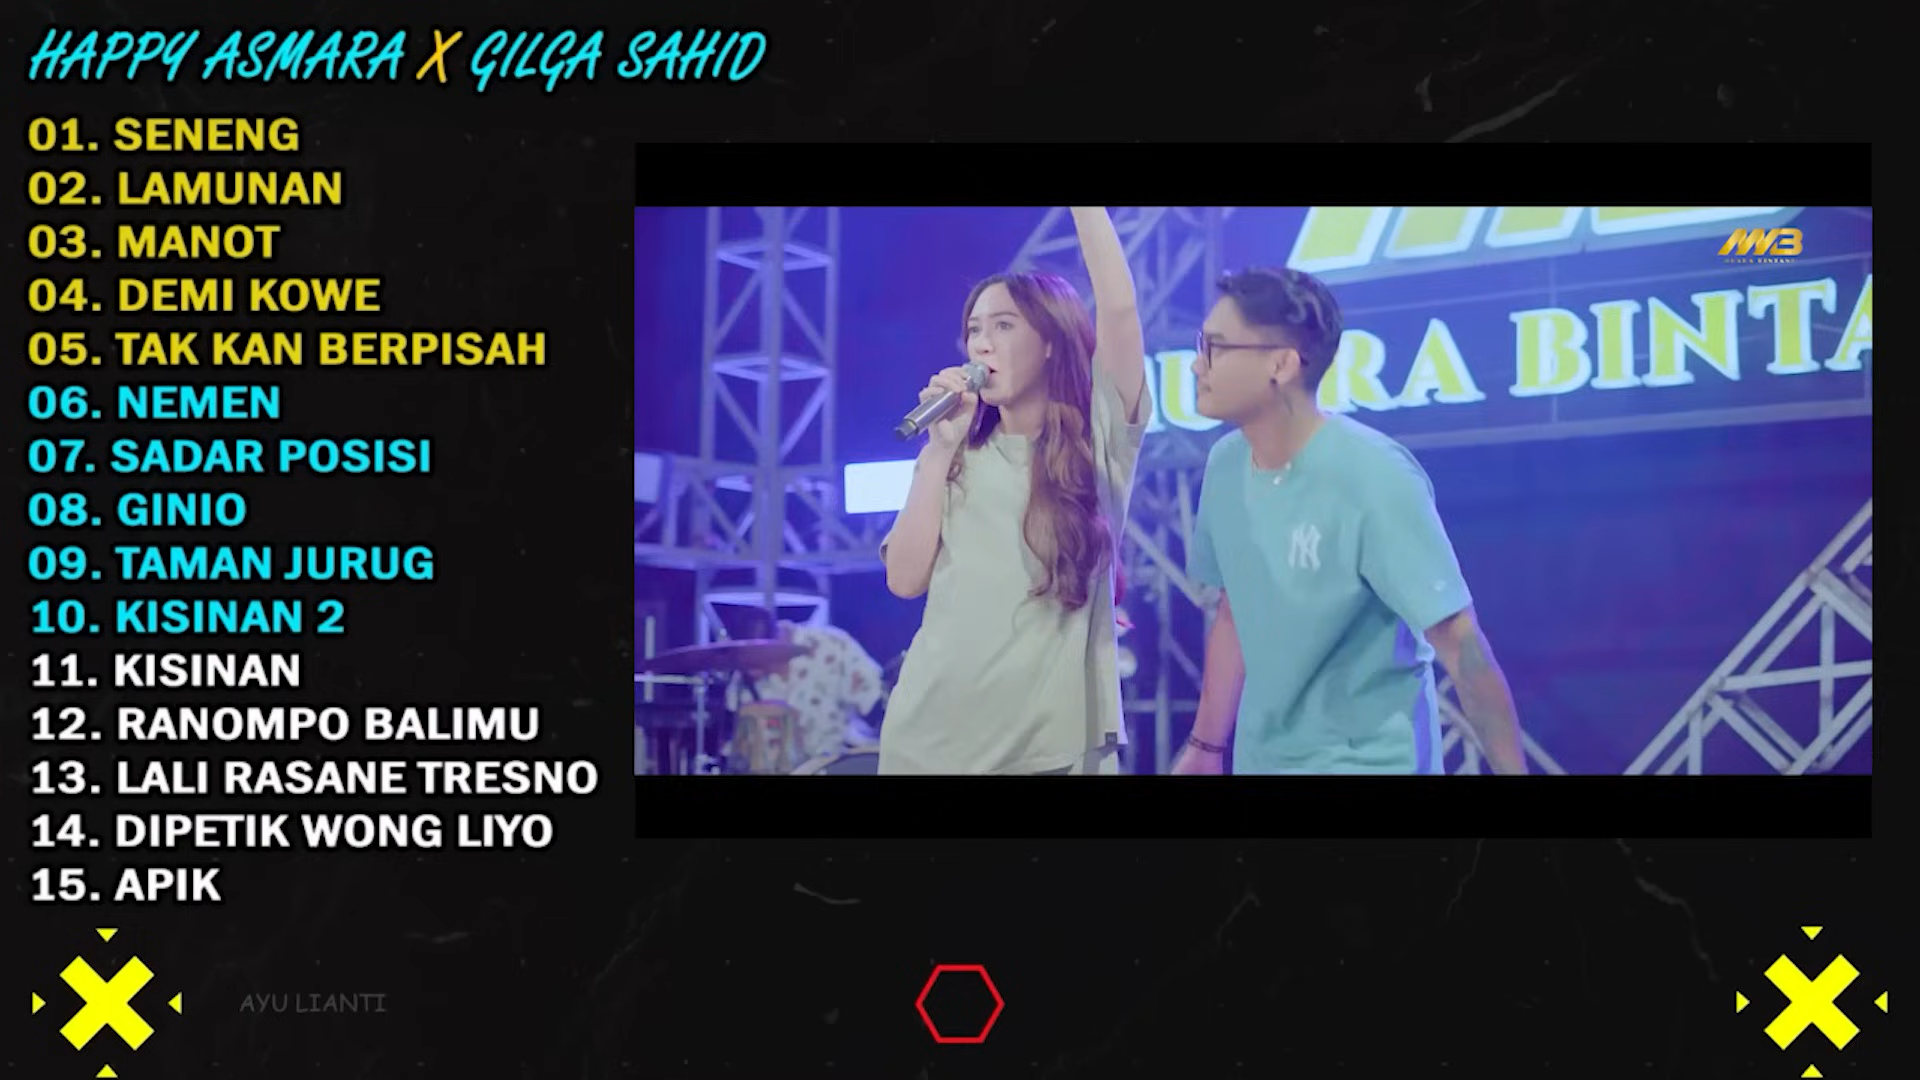 HAPPY ASMARA X GILGA SAHID
01. SENENG
02. LAMUNAN
03. MANOT
04. DEMI KOWE
05. TAK KAN BERPISAH
06. NEMEN
07. SADAR POSISI
08. GINIO
09. TAMAN JURUG
10. KISINAN 2
11. KISINAN
12. RANOMPO BALIMU
13. LALI RASANE TRESNO
14. DIPETIK WONG LIYO
15. APIK
MB
RA BINTA
NY
AYU LIANTI